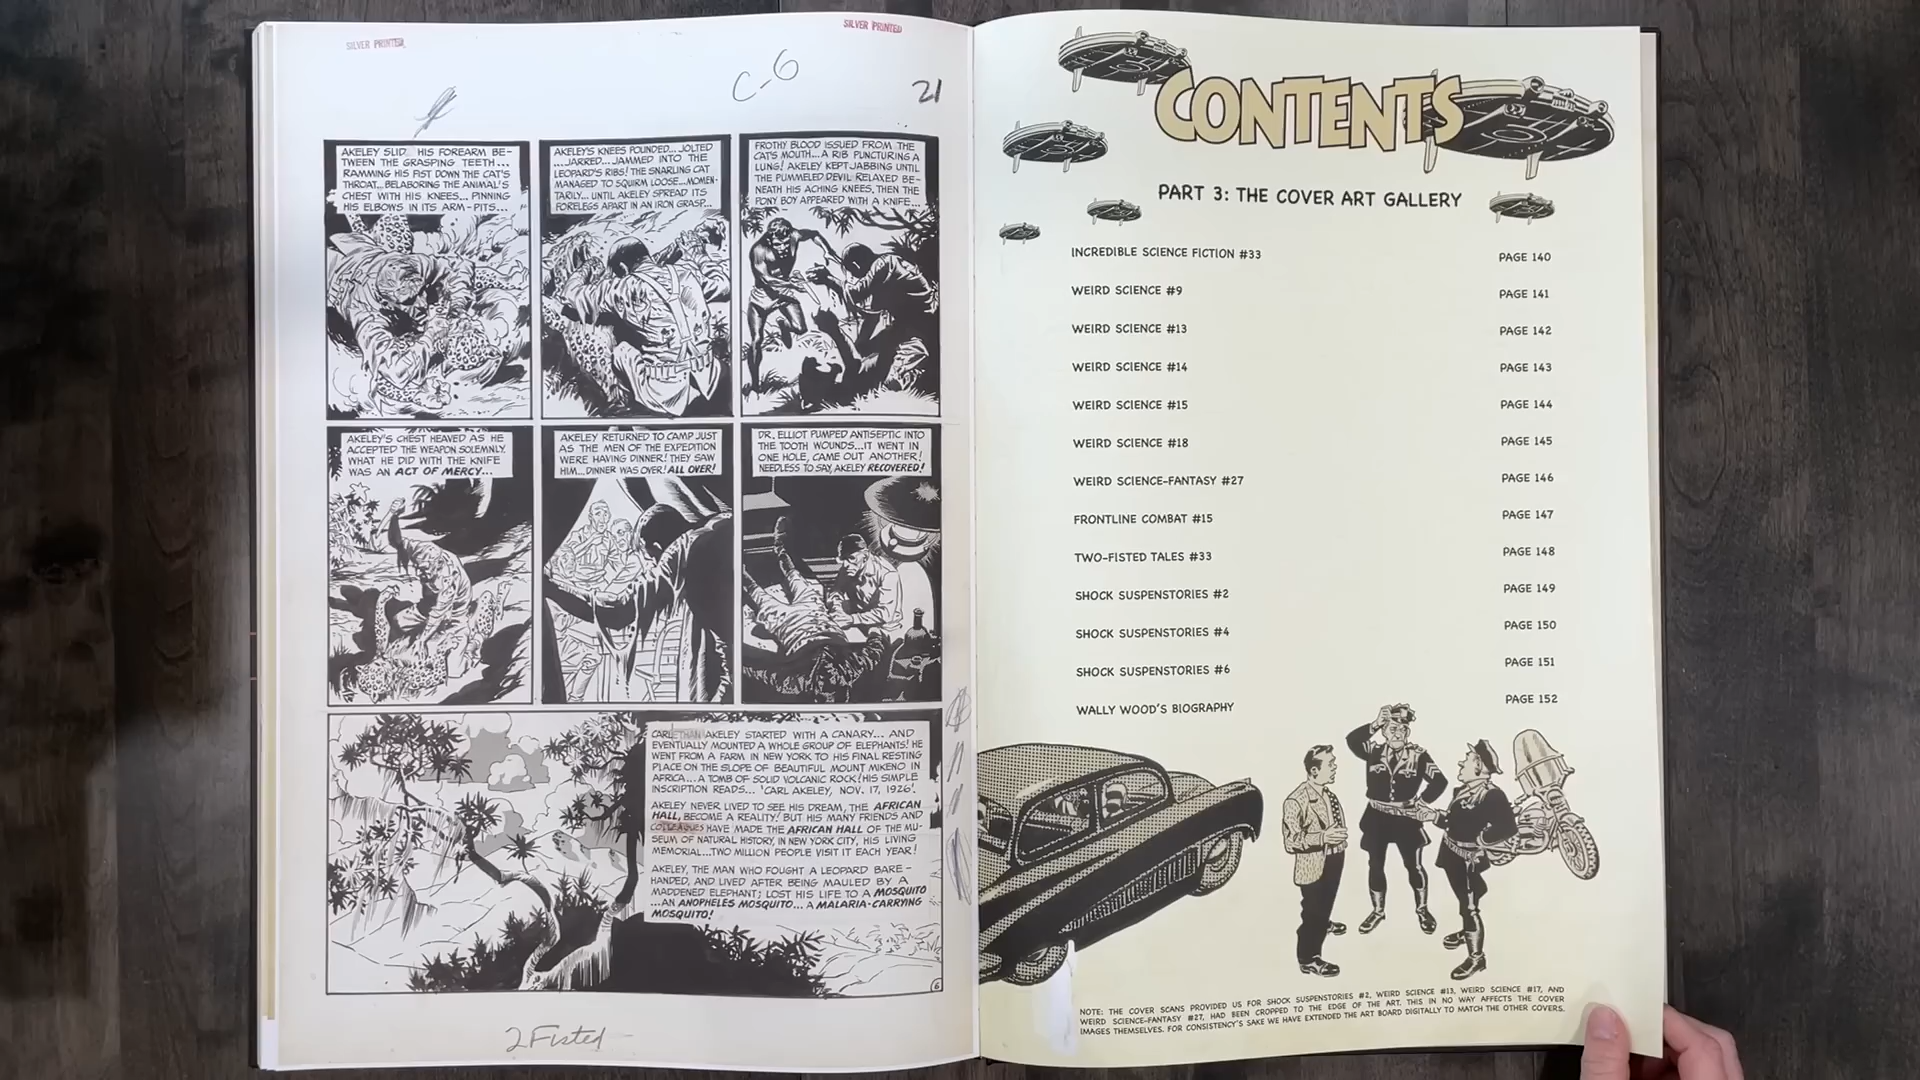 SILVER PRINTED
SILVER PRINTED
C-6
21
AKELEY SLID HIS FOREARM BE-
TWEEN THE GRASPING TEETH...
RAMMING HIS FIST DOWN THE CAT'S
THROAT...BELABORING THE ANIMAL'S
CHEST WITH HIS KNEES... PINNING
HIS ELBOWS IN ITS ARM-PITS...
AKELEY'S KNEES POUNDED...JOLTED
...JARRED...JAMMED INTO THE
LEOPARD'S RIBS! THE SNARLING CAT
MANAGED TO SQUIRM LOOSE...MOMEN-
TARILY...UNTIL AKELEY SPREAD ITS
FORELEGS APART IN AN IRON GRASP...
FROTHY BLOOD ISSUED FROM THE
CAT'S MOUTH...A RIB PUNCTURING A
LUNG! AKELEY KEPT JABBING UNTIL
THE PUMMELED DEVIL RELAXED BE-
NEATH HIS ACHING KNEES. THEN THE
PONY BOY APPEARED WITH A KNIFE...
AKELEY'S CHEST HEAVED AS HE
ACCEPTED THE WEAPON SOLEMNLY.
WHAT HE DID WITH THE KNIFE
WAS AN ACT OF MERCY...
AKELEY RETURNED TO CAMP JUST
AS THE MEN OF THE EXPEDITION
WERE HAVING DINNER! THEY SAW
HIM...DINNER WAS OVER! ALL OVER!
DR. ELLIOT PUMPED ANTISEPTIC INTO
THE TOOTH WOUNDS...IT WENT IN
ONE HOLE, CAME OUT ANOTHER!
NEEDLESS TO SAY, AKELEY RECOVERED!
CARL ETHAN AKELEY STARTED WITH A CANARY... AND
EVENTUALLY MOUNTED A WHOLE GROUP OF ELEPHANTS! HE
WENT FROM A FARM IN NEW YORK TO HIS FINAL RESTING
PLACE ON THE SLOPE OF BEAUTIFUL MOUNT MIKENO IN
AFRICA...A TOMB OF SOLID VOLCANIC ROCK! HIS SIMPLE
INSCRIPTION READS... 'CARL AKELEY, NOV. 17, 1926'.
AKELEY NEVER LIVED TO SEE HIS DREAM, THE AFRICAN
HALL, BECOME A REALITY! BUT HIS MANY FRIENDS AND
COLLEAGUES HAVE MADE THE AFRICAN HALL OF THE MU-
SEUM OF NATURAL HISTORY, IN NEW YORK CITY, HIS LIVING
MEMORIAL...TWO MILLION PEOPLE VISIT IT EACH YEAR!
AKELEY, THE MAN WHO FOUGHT A LEOPARD BARE-
HANDED, AND LIVED AFTER BEING MAULED BY A
MADDENED ELEPHANT; LOST HIS LIFE TO A MOSQUITO
...AN ANOPHELES MOSQUITO... A MALARIA-CARRYING
MOSQUITO!
6
2 Fisted
CONTENTS
PART 3: THE COVER ART GALLERY
INCREDIBLE SCIENCE FICTION #33 PAGE 140
WEIRD SCIENCE #9 PAGE 141
WEIRD SCIENCE #13 PAGE 142
WEIRD SCIENCE #14 PAGE 143
WEIRD SCIENCE #15 PAGE 144
WEIRD SCIENCE #18 PAGE 145
WEIRD SCIENCE-FANTASY #27 PAGE 146
FRONTLINE COMBAT #15 PAGE 147
TWO-FISTED TALES #33 PAGE 148
SHOCK SUSPENSTORIES #2 PAGE 149
SHOCK SUSPENSTORIES #4 PAGE 150
SHOCK SUSPENSTORIES #6 PAGE 151
WALLY WOOD'S BIOGRAPHY PAGE 152
NOTE: THE COVER SCANS PROVIDED US FOR SHOCK SUSPENSTORIES #2, WEIRD SCIENCE #13, WEIRD SCIENCE #17, AND
WEIRD SCIENCE-FANTASY #27, HAD BEEN CROPPED TO THE EDGE OF THE ART. THIS IN NO WAY AFFECTS THE COVER
IMAGES THEMSELVES. FOR CONSISTENCY'S SAKE WE HAVE EXTENDED THE ART BOARD DIGITALLY TO MATCH THE OTHER COVERS.